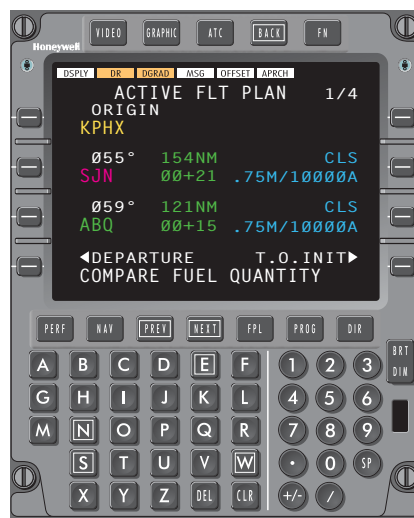 VIDEO GRAPHIC ATC BACK FN
Honeywell
DSPLY DR DGRAD MSG OFFSET APRCH
ACTIVE FLT PLAN 1/4
ORIGIN
KPHX
Ø55° 154NM CLS
SJN ØØ+21 .75M/1ØØØØA
Ø59° 121NM CLS
ABQ ØØ+15 .75M/1ØØØØA
◀DEPARTURE T.O.INIT▶
COMPARE FUEL QUANTITY
PERF NAV PREV NEXT FPL PROG DIR
BRT
DIM
A B C D E F 1 2 3
G H I J K L 4 5 6
M N O P Q R 7 8 9
S T U V W • 0 SP
X Y Z DEL CLR +/- /